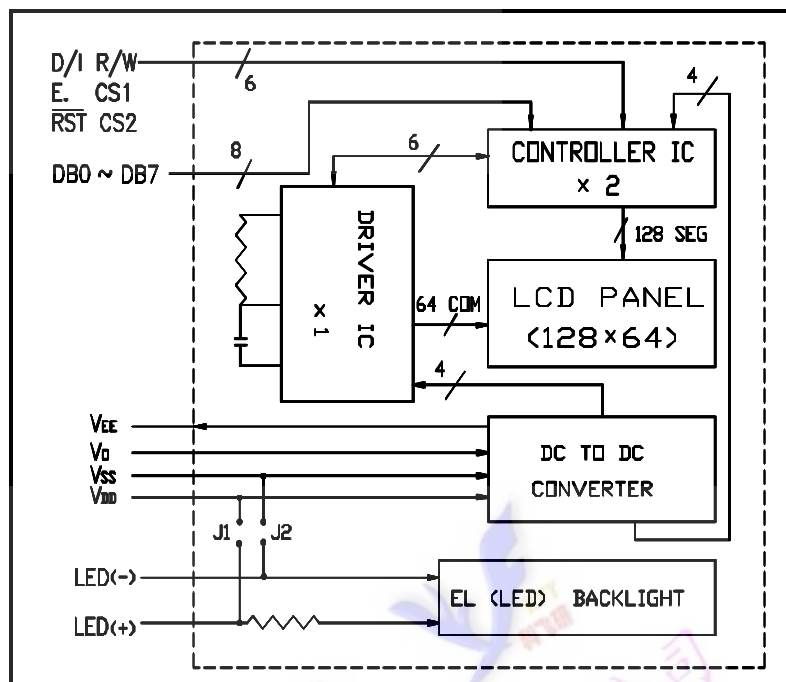 D/I R/W
E. CS1
RST CS2
DB0 ~ DB7
6
8
4
6
CONTROLLER IC
× 2
128 SEG
DRIVER IC
× 1
64 COM
LCD PANEL
(128×64)
4
VEE
VO
VSS
VDD
DC TO DC
CONVERTER
J1
J2
LED(-)
LED(+)
EL (LED) BACKLIGHT
司